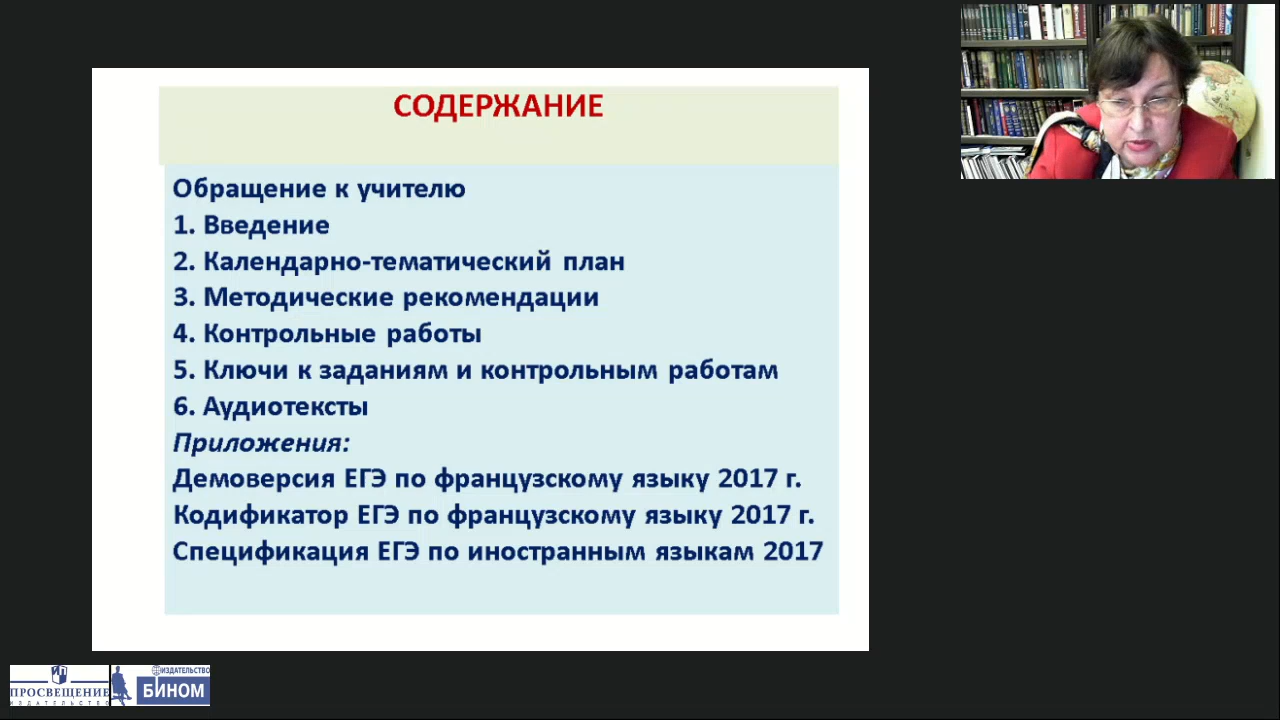 СОДЕРЖАНИЕ
Обращение к учителю
1. Введение
2. Календарно-тематический план
3. Методические рекомендации
4. Контрольные работы
5. Ключи к заданиям и контрольным работам
6. Аудиотексты
Приложения:
Демоверсия ЕГЭ по французскому языку 2017 г.
Кодификатор ЕГЭ по французскому языку 2017 г.
Спецификация ЕГЭ по иностранным языкам 2017
ПРОСВЕЩЕНИЕ
ИЗДАТЕЛЬСТВО
ИЗДАТЕЛЬСТВО
БИНОМ